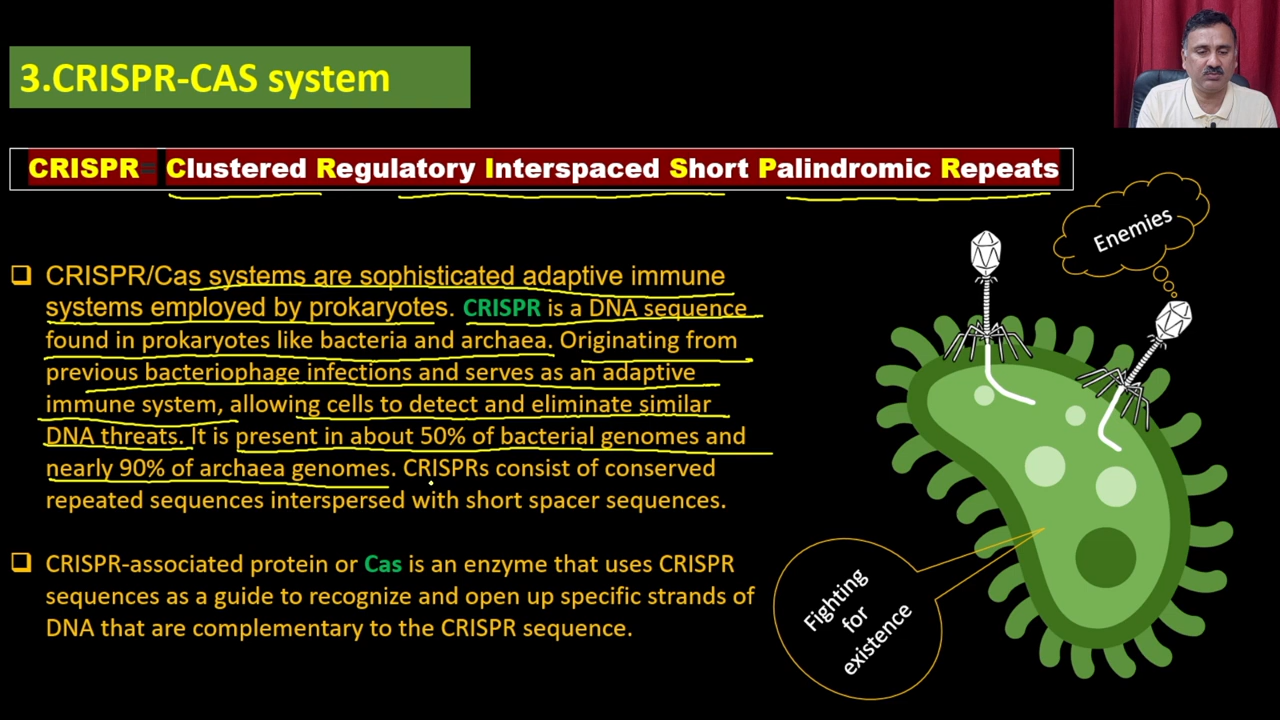 3.CRISPR-CAS system
CRISPR= Clustered Regulatory Interspaced Short Palindromic Repeats
Enemies
CRISPR/Cas systems are sophisticated adaptive immune
systems employed by prokaryotes. CRISPR is a DNA sequence
found in prokaryotes like bacteria and archaea. Originating from
previous bacteriophage infections and serves as an adaptive
immune system, allowing cells to detect and eliminate similar
DNA threats. It is present in about 50% of bacterial genomes and
nearly 90% of archaea genomes. CRISPRs consist of conserved
repeated sequences interspersed with short spacer sequences.
CRISPR-associated protein or Cas is an enzyme that uses CRISPR
sequences as a guide to recognize and open up specific strands of
DNA that are complementary to the CRISPR sequence.
Fighting
for
existence